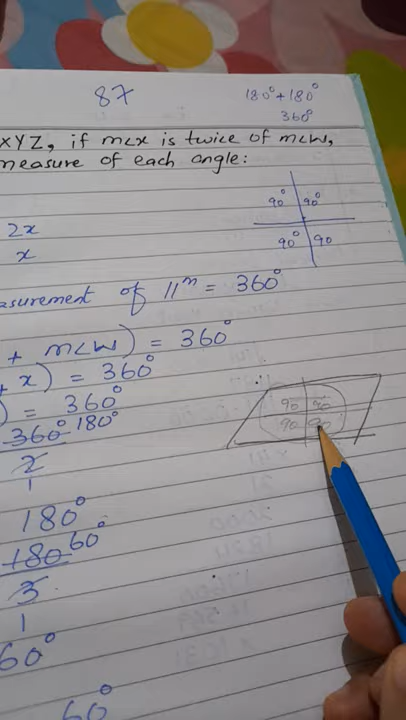 87
180° + 180°
360°
XYZ, if m<x is twice of m<w,
measure of each angle:
90° 90°
90° 90
2x
x
measurement of 11m = 360°
+ m<w) = 360°
+ x) = 360°
) = 360°
360° 180°
2
1
90 90
90 90
180°
180 60°
3
1
60°
60°